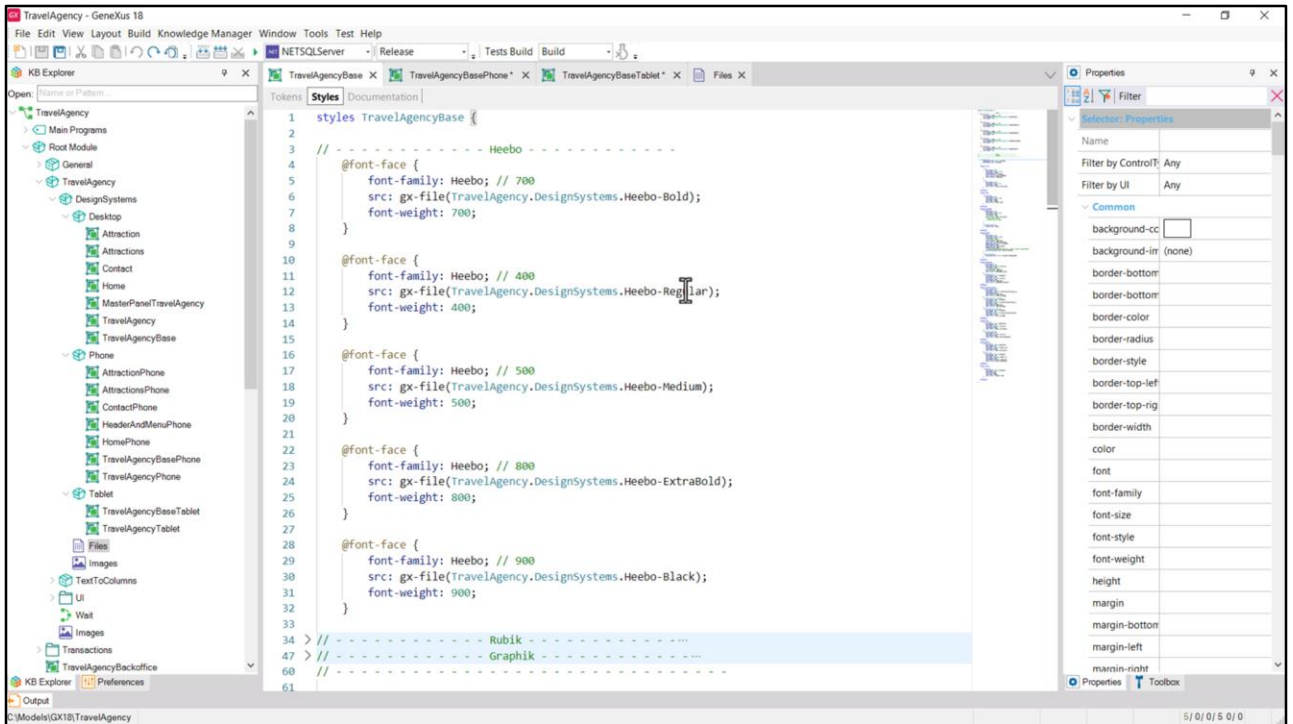 GX TravelAgency - GeneXus 18
File Edit View Layout Build Knowledge Manager Window Tools Test Help
NETSQLServer Release Tests Build Build
KB Explorer
Open: Name or Pattern...
TravelAgency
Main Programs
Root Module
General
TravelAgency
DesignSystems
Desktop
Attraction
Attractions
Contact
Home
MasterPanelTravelAgency
TravelAgency
TravelAgencyBase
Phone
AttractionPhone
AttractionsPhone
ContactPhone
HeaderAndMenuPhone
HomePhone
TravelAgencyBasePhone
TravelAgencyPhone
Tablet
TravelAgencyBaseTablet
TravelAgencyTablet
Files
Images
TextToColumns
UI
Wait
Images
Transactions
TravelAgencyBackoffice
KB Explorer Preferences
TravelAgencyBase TravelAgencyBasePhone* TravelAgencyBaseTablet* Files
Tokens Styles Documentation
1 styles TravelAgencyBase {
2
3 // - - - - - - - - - - - - Heebo - - - - - - - - - - - -
4 @font-face {
5 font-family: Heebo; // 700
6 src: gx-file(TravelAgency.DesignSystems.Heebo-Bold);
7 font-weight: 700;
8 }
9
10 @font-face {
11 font-family: Heebo; // 400
12 src: gx-file(TravelAgency.DesignSystems.Heebo-Regular);
13 font-weight: 400;
14 }
15
16 @font-face {
17 font-family: Heebo; // 500
18 src: gx-file(TravelAgency.DesignSystems.Heebo-Medium);
19 font-weight: 500;
20 }
21
22 @font-face {
23 font-family: Heebo; // 800
24 src: gx-file(TravelAgency.DesignSystems.Heebo-ExtraBold);
25 font-weight: 800;
26 }
27
28 @font-face {
29 font-family: Heebo; // 900
30 src: gx-file(TravelAgency.DesignSystems.Heebo-Black);
31 font-weight: 900;
32 }
33
34 // - - - - - - - - - - - - Rubik - - - - - - - - - - - -···
47 // - - - - - - - - - - - - Graphik - - - - - - - - - - - -···
60 // - - - - - - - - - - - - - - - - - - - - - - - - - - - - -
61
Properties
Filter
Selector: Properties
Name
Filter by ControlT Any
Filter by UI Any
Common
background-cc
background-im (none)
border-bottom
border-bottom
border-color
border-radius
border-style
border-top-left
border-top-rig
border-width
color
font
font-family
font-size
font-style
font-weight
height
margin
margin-bottom
margin-left
margin-right
Properties Toolbox
Output
C:\Models\GX18\TravelAgency
5/ 0/ 0/ 5 0/ 0